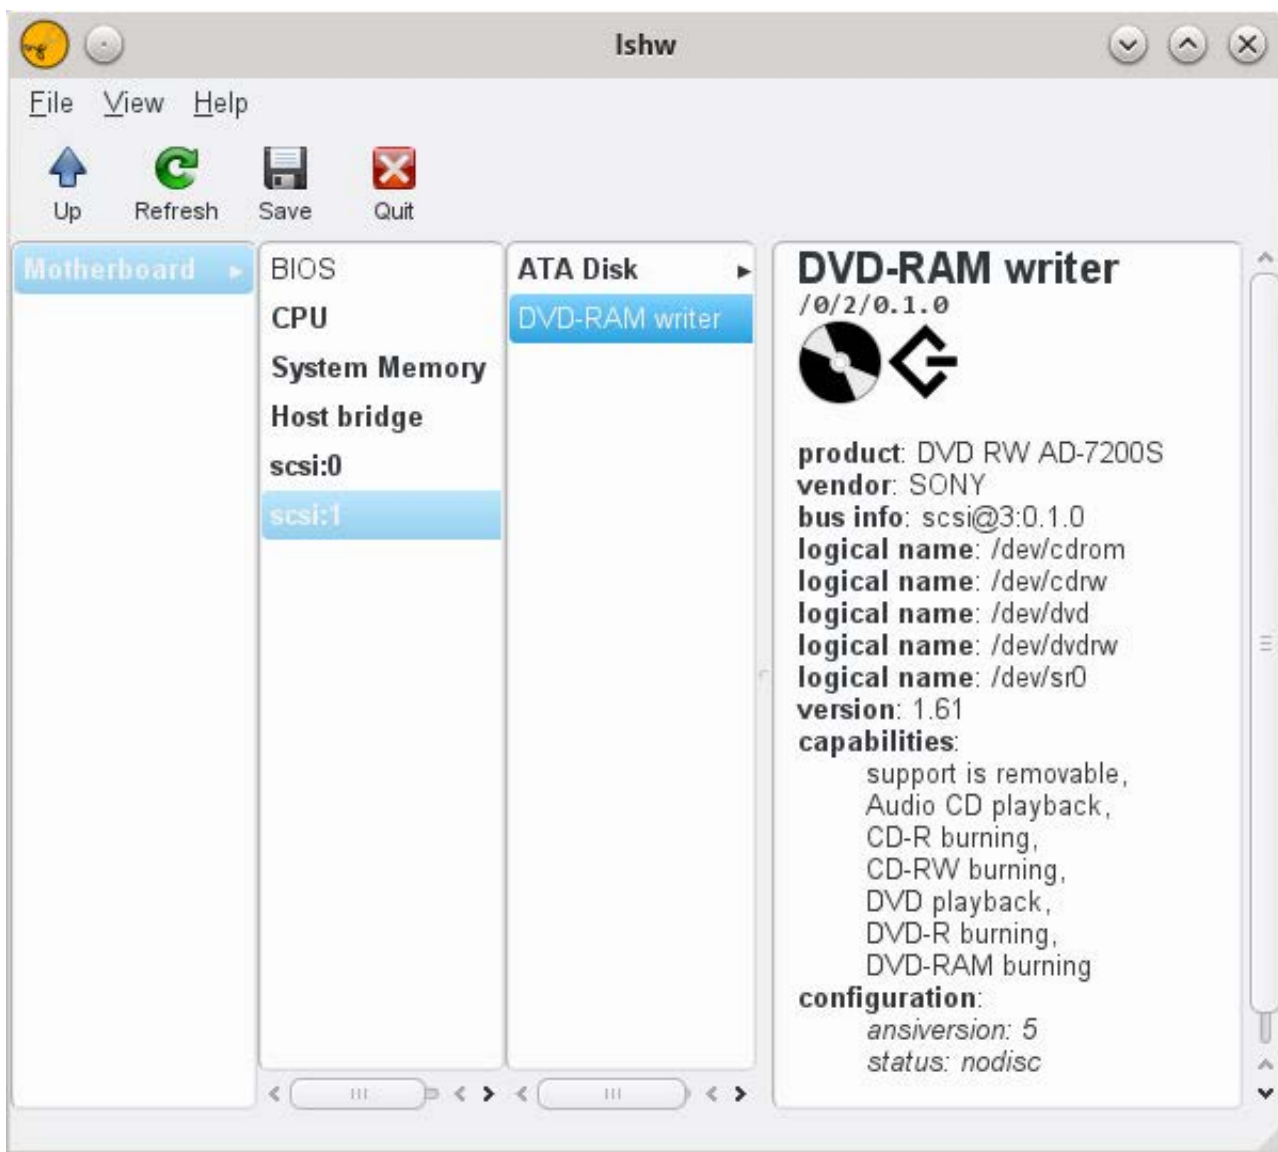 lshw
File View Help
Up Refresh Save Quit
Motherboard
BIOS
CPU
System Memory
Host bridge
scsi:0
scsi:1
ATA Disk
DVD-RAM writer
DVD-RAM writer
/0/2/0.1.0
product: DVD RW AD-7200S
vendor: SONY
bus info: scsi@3:0.1.0
logical name: /dev/cdrom
logical name: /dev/cdrw
logical name: /dev/dvd
logical name: /dev/dvdrw
logical name: /dev/sr0
version: 1.61
capabilities:
support is removable,
Audio CD playback,
CD-R burning,
CD-RW burning,
DVD playback,
DVD-R burning,
DVD-RAM burning
configuration:
ansiversion: 5
status: nodisc